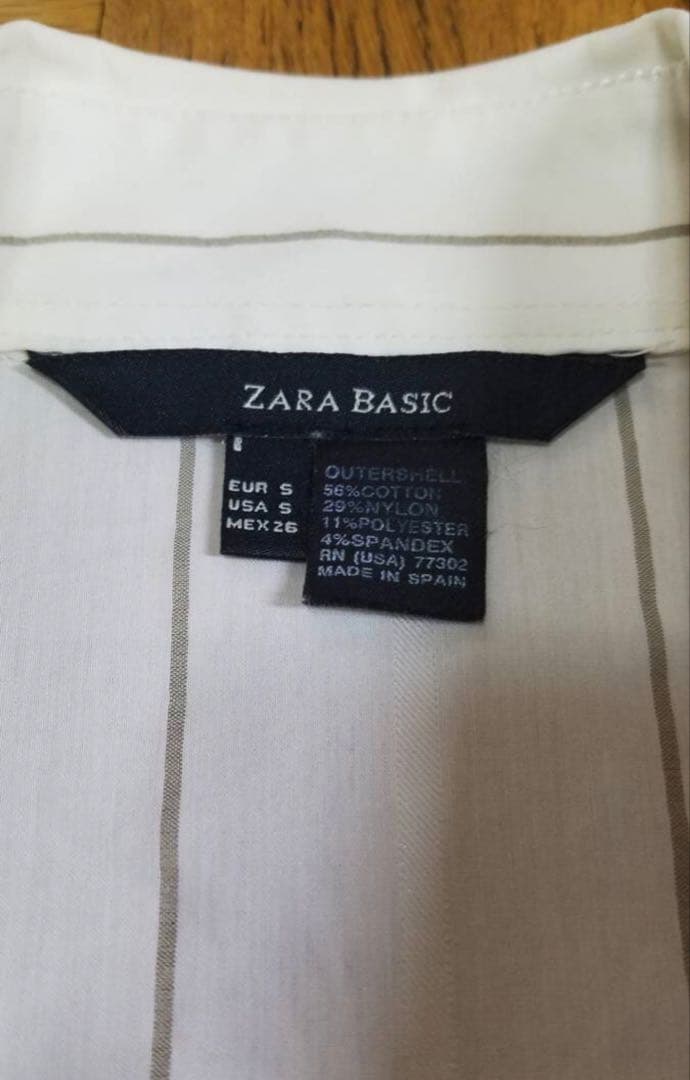 ZARA BASIC
EUR S
USA S
MEX 26
OUTERSHELL
56%COTTON
29%NYLON
11%POLYESTER
4%SPANDEX
RN (USA) 77302
MADE IN SPAIN